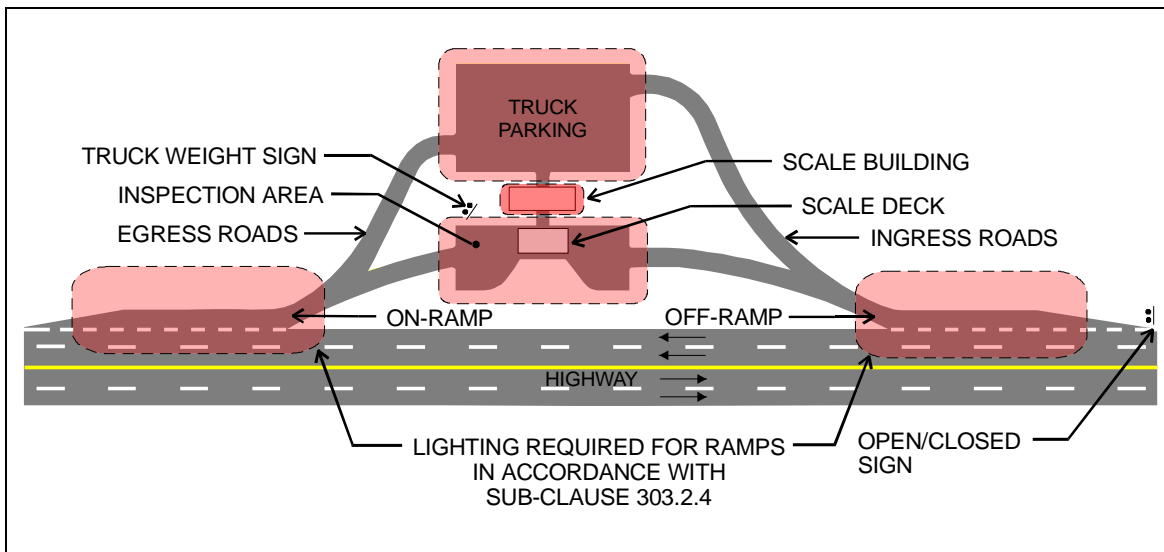 TRUCK
PARKING
TRUCK WEIGHT SIGN
SCALE BUILDING
INSPECTION AREA
SCALE DECK
EGRESS ROADS
INGRESS ROADS
ON-RAMP
OFF-RAMP
HIGHWAY
LIGHTING REQUIRED FOR RAMPS
IN ACCORDANCE WITH
SUB-CLAUSE 303.2.4
OPEN/CLOSED
SIGN